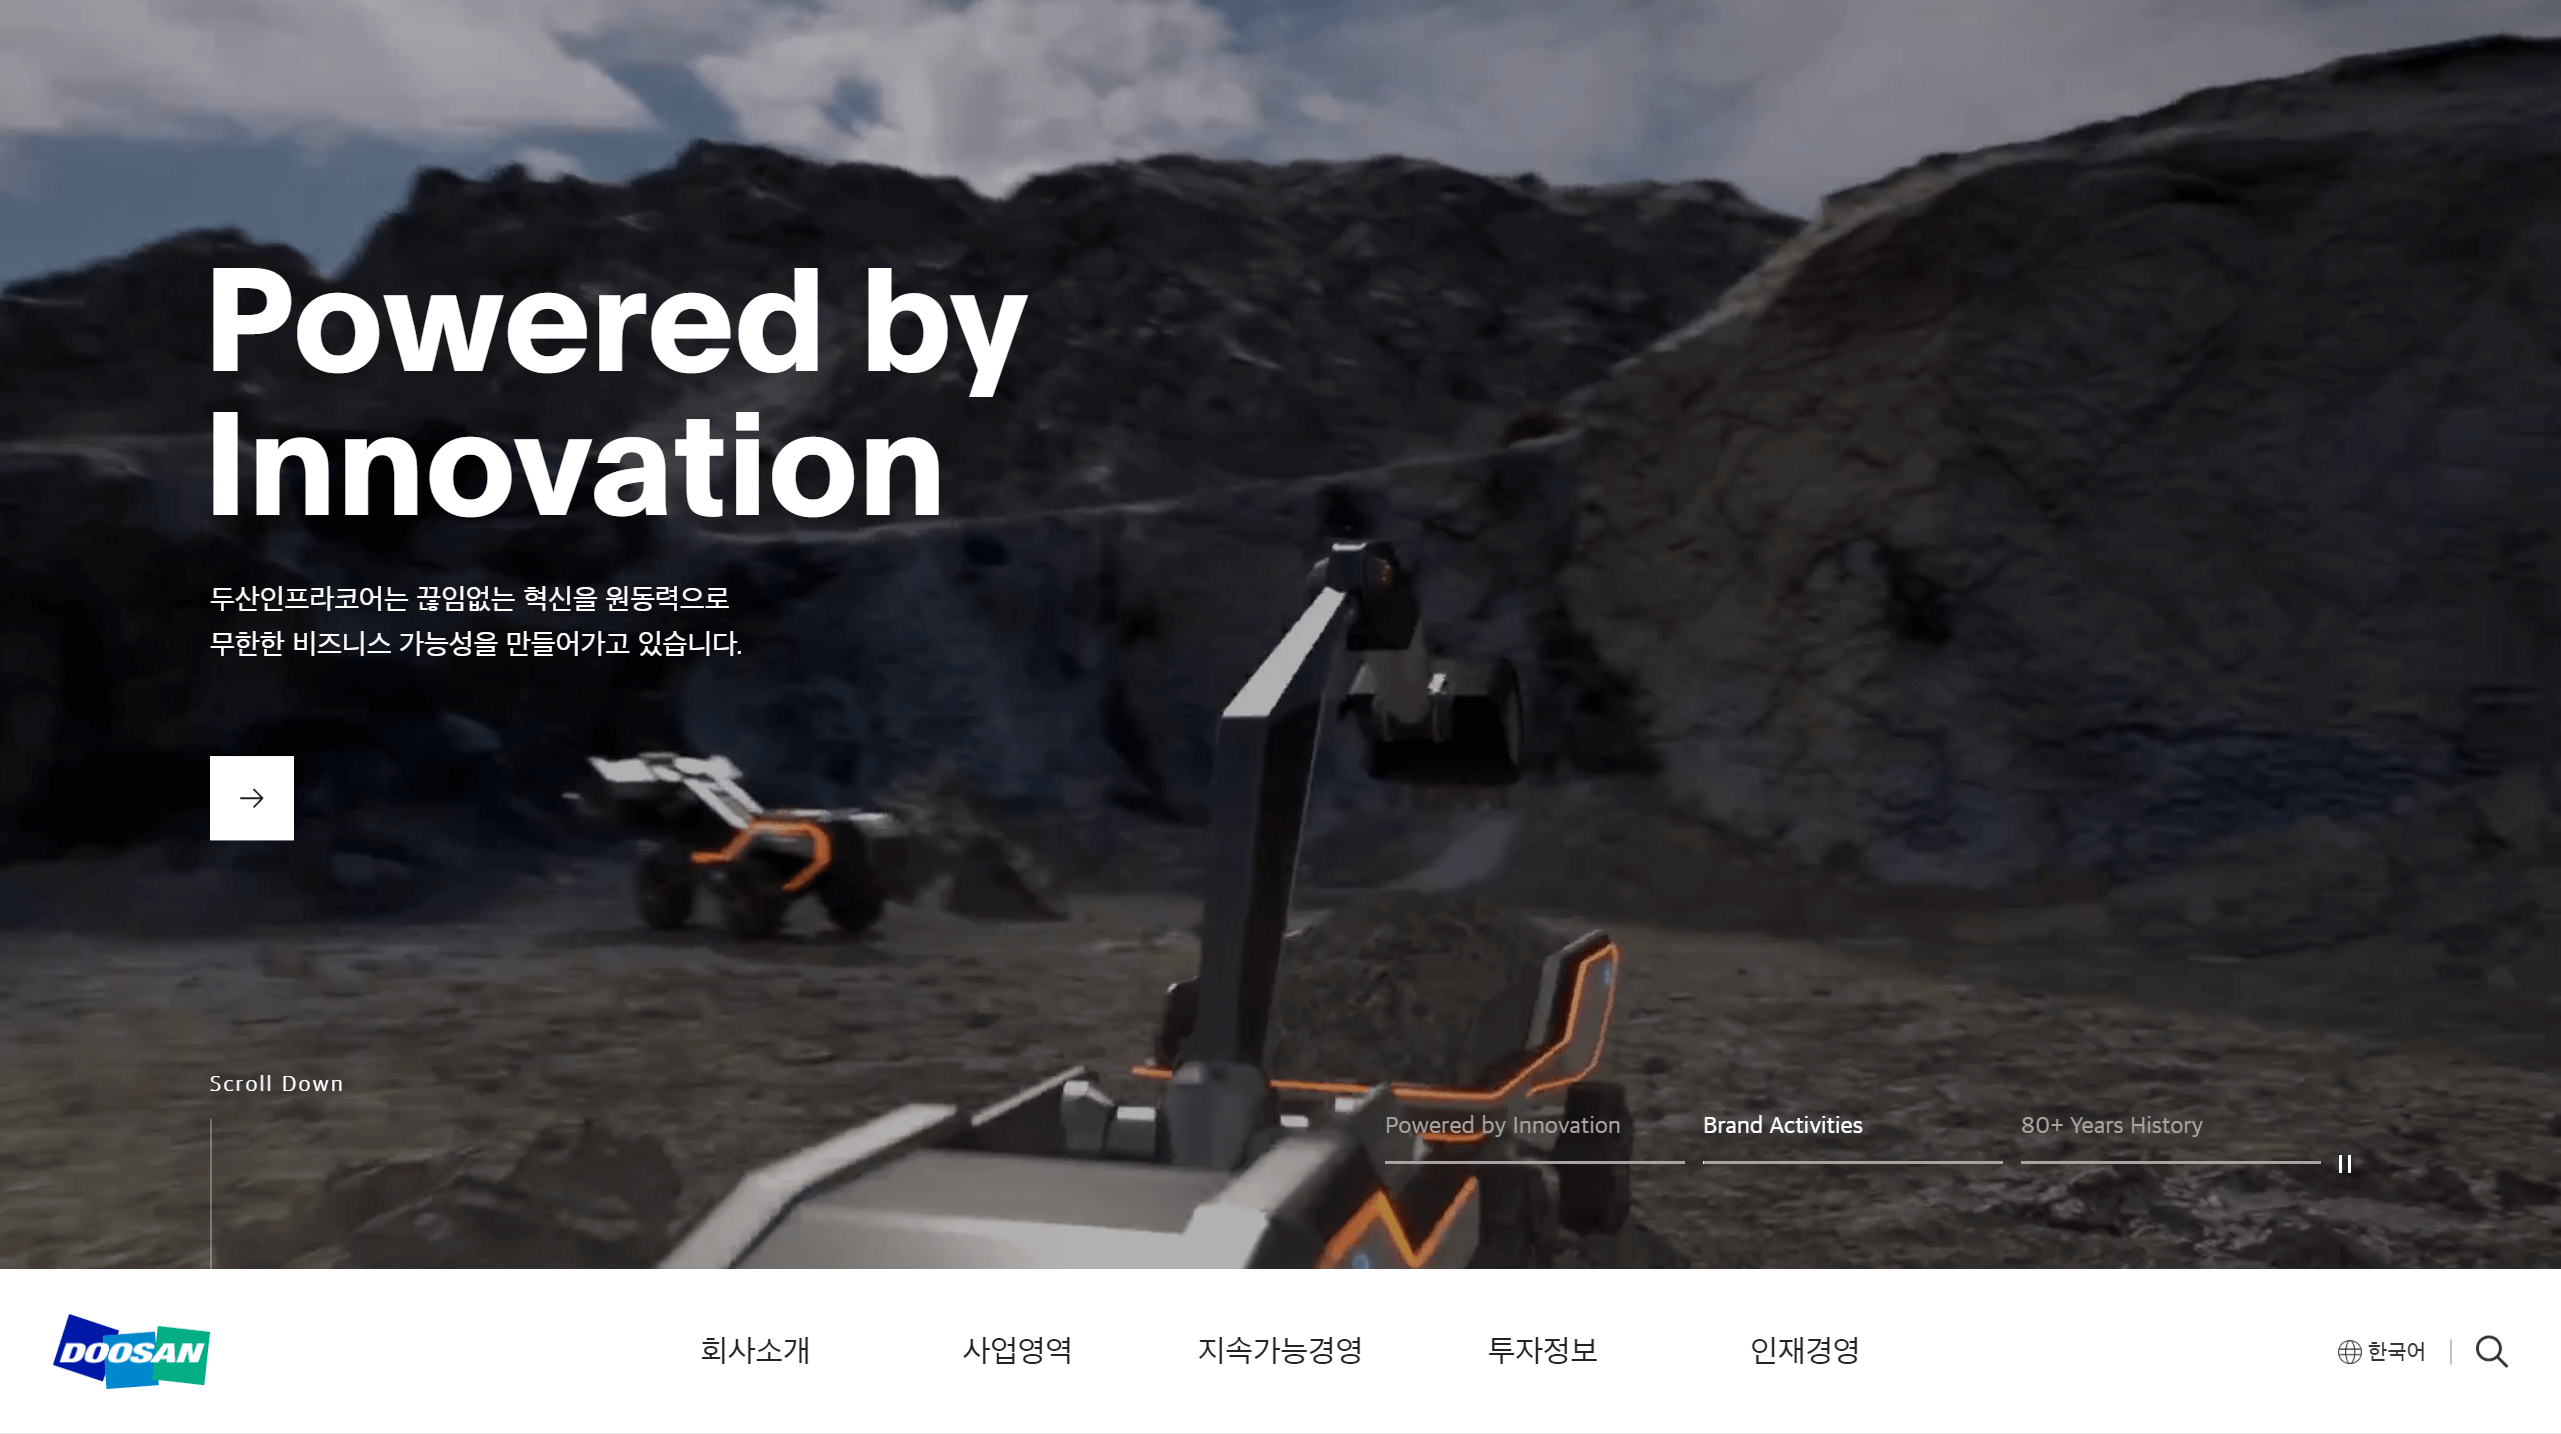 Powered by
Innovation
두산인프라코어는 끊임없는 혁신을 원동력으로
무한한 비즈니스 가능성을 만들어가고 있습니다.
Scroll Down
Powered by Innovation
Brand Activities
80+ Years History
DOOSAN
회사소개
사업영역
지속가능경영
투자정보
인재경영
한국어